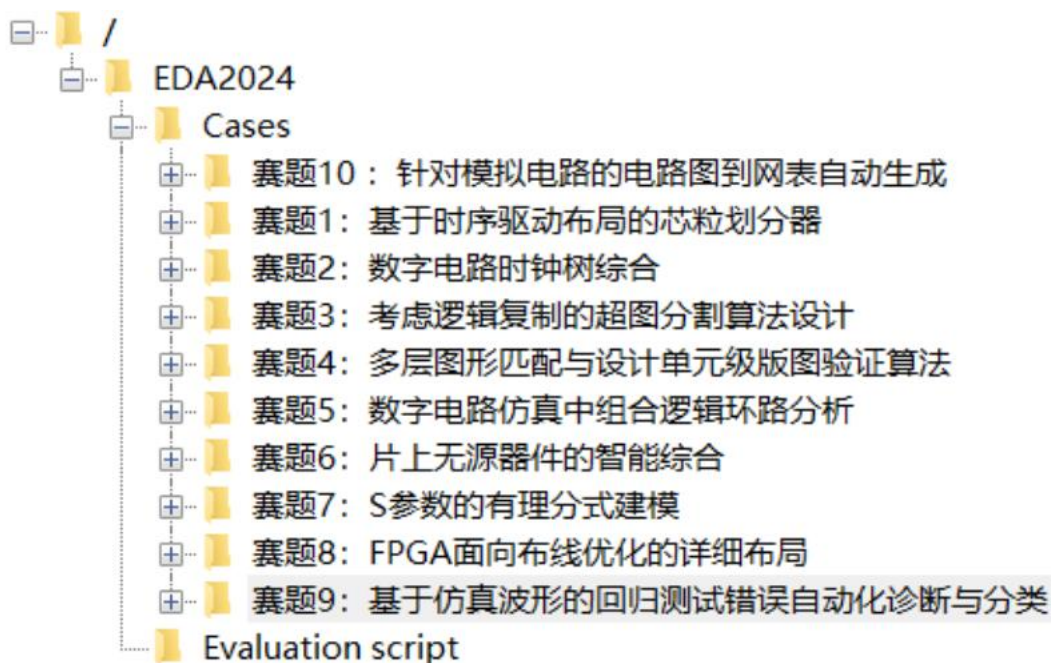 /
EDA2024
Cases
赛题10 ：针对模拟电路的电路图到网表自动生成
赛题1：基于时序驱动布局的芯粒划分器
赛题2：数字电路时钟树综合
赛题3：考虑逻辑复制的超图分割算法设计
赛题4：多层图形匹配与设计单元级版图验证算法
赛题5：数字电路仿真中组合逻辑环路分析
赛题6：片上无源器件的智能综合
赛题7：S参数的有理分式建模
赛题8：FPGA面向布线优化的详细布局
赛题9：基于仿真波形的回归测试错误自动化诊断与分类
Evaluation script